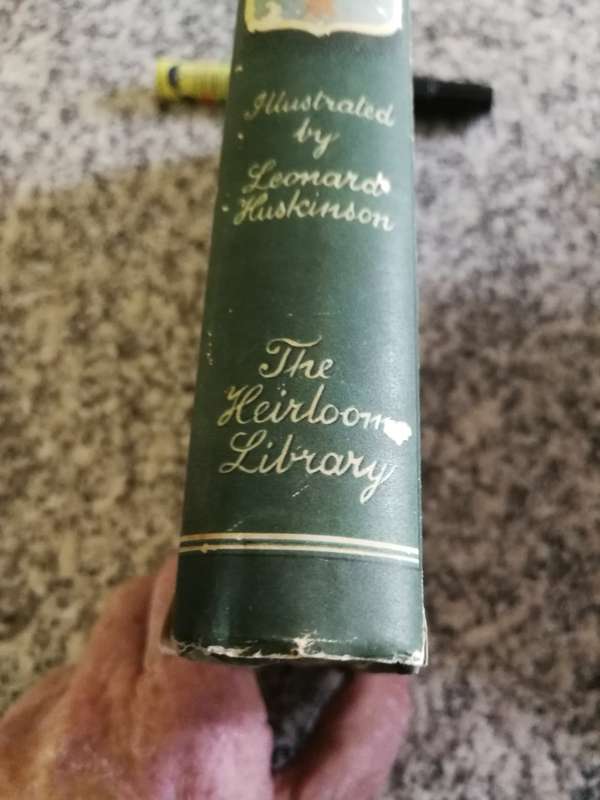 Illustrated
by
Leonard
Huskinson
The
Heirloom
Library